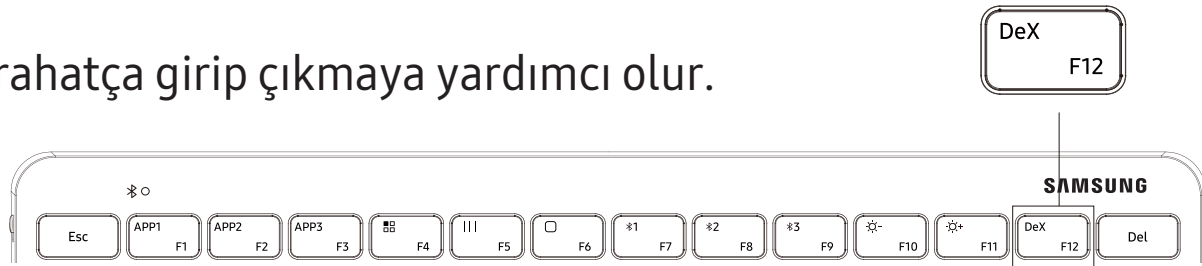 DeX
F12
rahatça girip çıkmaya yardımcı olur.
SAMSUNG
Esc APP1 F1 APP2 F2 APP3 F3 F4 F5 F6 1 F7 2 F8 3 F9 - F10 + F11 DeX F12 Del